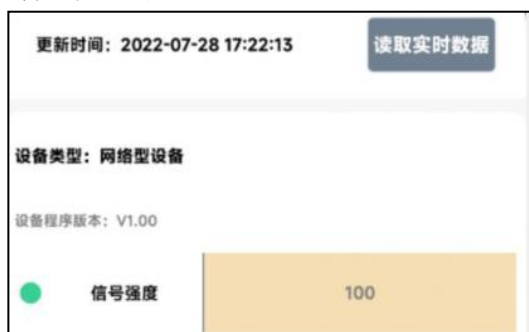 更新时间：2022-07-28 17:22:13
读取实时数据
设备类型：网络型设备
设备程序版本：V1.00
信号强度
100